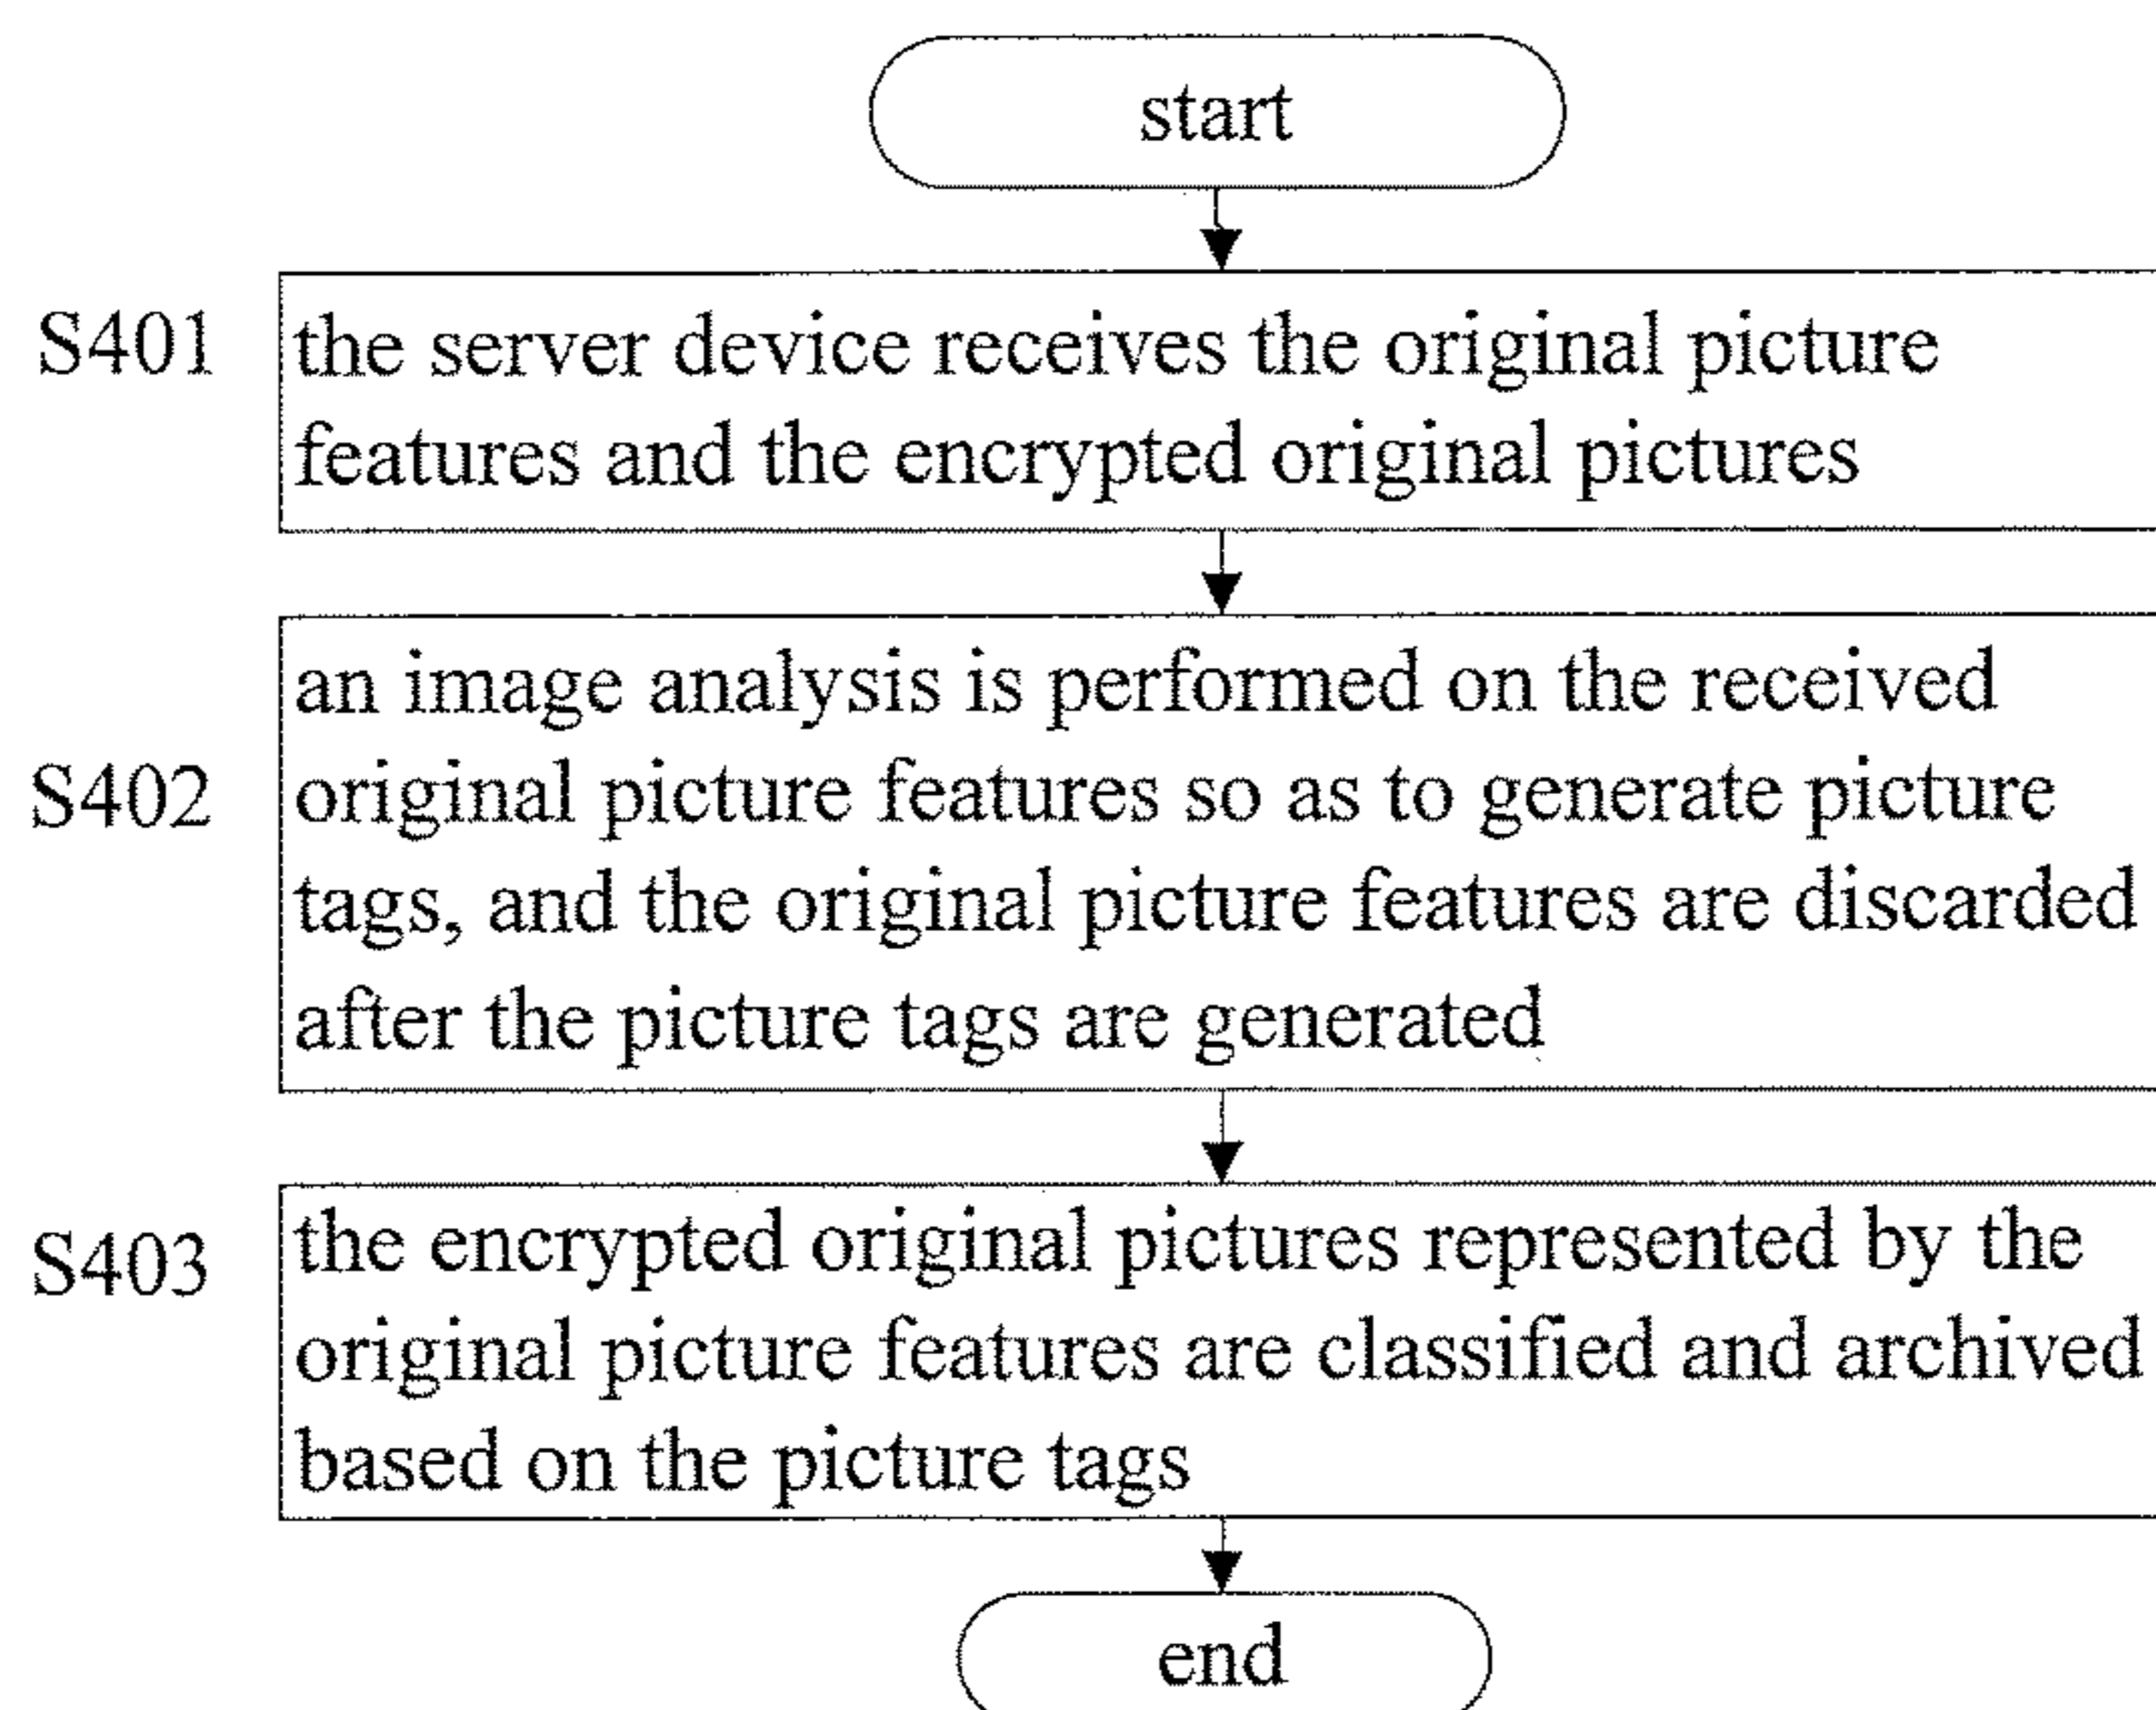 start
S401
the server device receives the original picture
features and the encrypted original pictures
S402
an image analysis is performed on the received
original picture features so as to generate picture
tags, and the original picture features are discarded
after the picture tags are generated
S403
the encrypted original pictures represented by the
original picture features are classified and archived
based on the picture tags
end